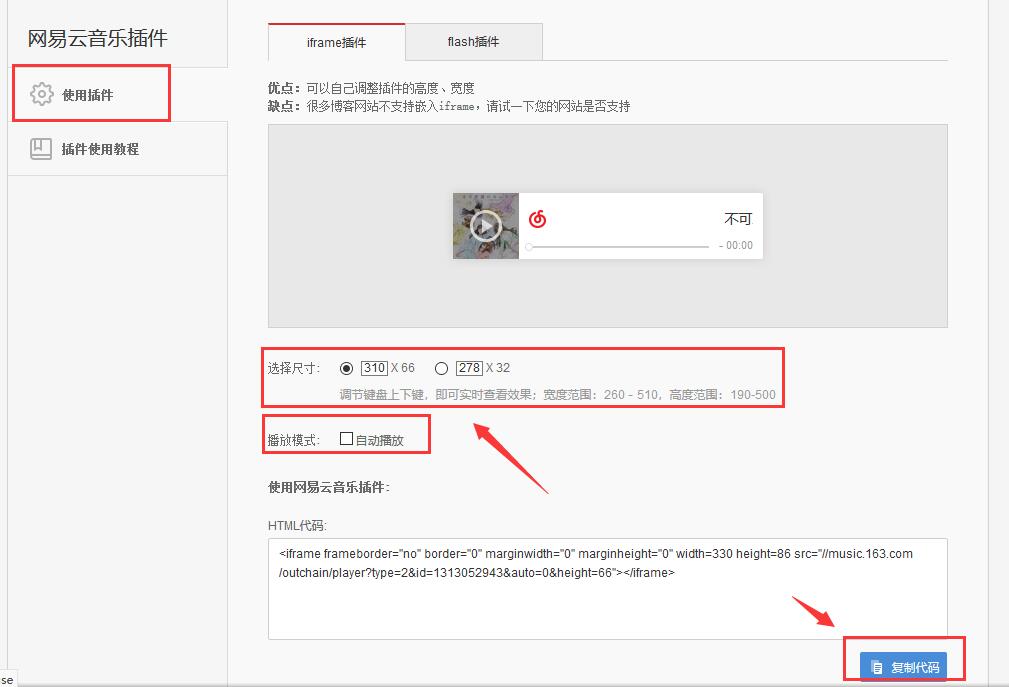 网易云音乐插件
使用插件
插件使用教程
iframe插件
flash插件
优点：可以自己调整插件的高度、宽度
缺点：很多博客网站不支持嵌入iframe，请试一下您的网站是否支持
不可
- 00:00
选择尺寸： 310 X 66 278 X 32
调节键盘上下键，即可实时查看效果；宽度范围：260 - 510，高度范围：190-500
播放模式： 自动播放
使用网易云音乐插件：
HTML代码:
<iframe frameborder="no" border="0" marginwidth="0" marginheight="0" width=330 height=86 src="//music.163.com
/outchain/player?type=2&id=1313052943&auto=0&height=66"></iframe>
复制代码
se